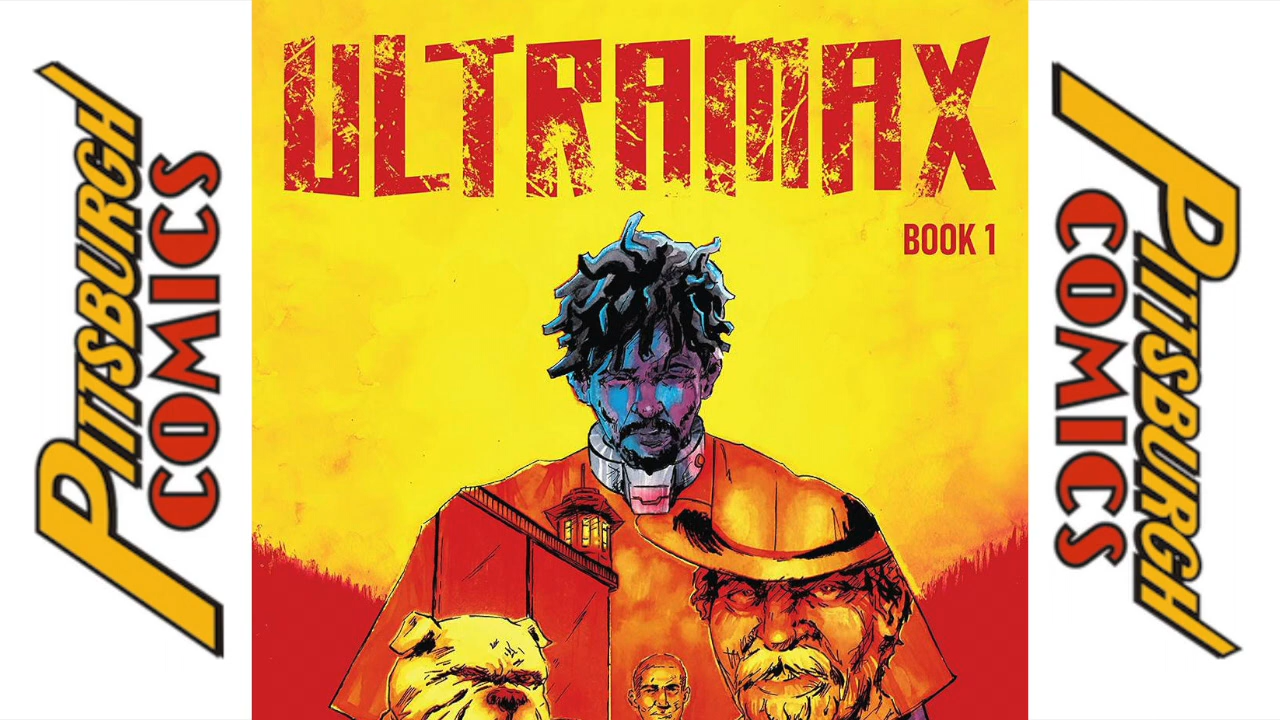 PITTSBURGH
COMICS
ULTRAMAX
BOOK 1
PITTSBURGH
COMICS